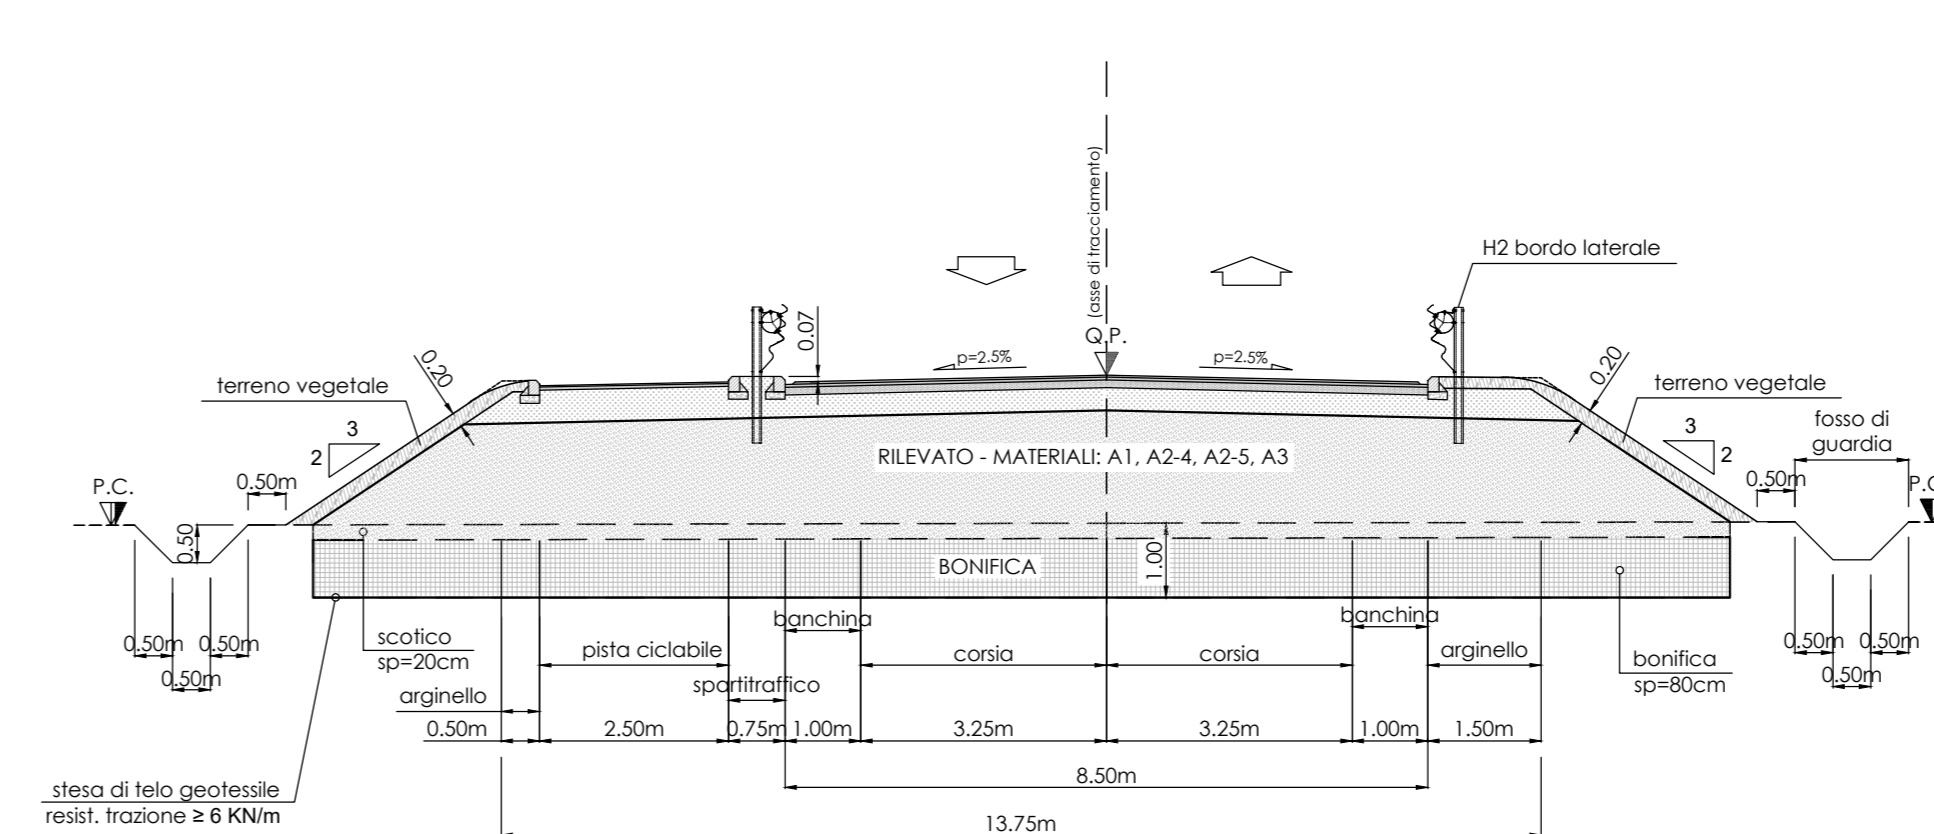 (asse di tracciamento)
Q.P.
H2 bordo laterale
0.07
p=2.5%
p=2.5%
0.20
0.20
terreno vegetale
terreno vegetale
3
2
3
2
fosso di
guardia
RILEVATO - MATERIALI: A1, A2-4, A2-5, A3
P.C.
0.50m
0.50m
0.50
1.00
BONIFICA
banchina
banchina
0.50m
0.50m
0.50m
scotico
sp=20cm
pista ciclabile
corsia
corsia
arginello
bonifica
sp=80cm
0.50m
0.50m
0.50m
spartitraffico
arginello
0.50m
2.50m
0.75m
1.00m
3.25m
3.25m
1.00m
1.50m
8.50m
13.75m
stesa di telo geotessile
resist. trazione ≥ 6 KN/m